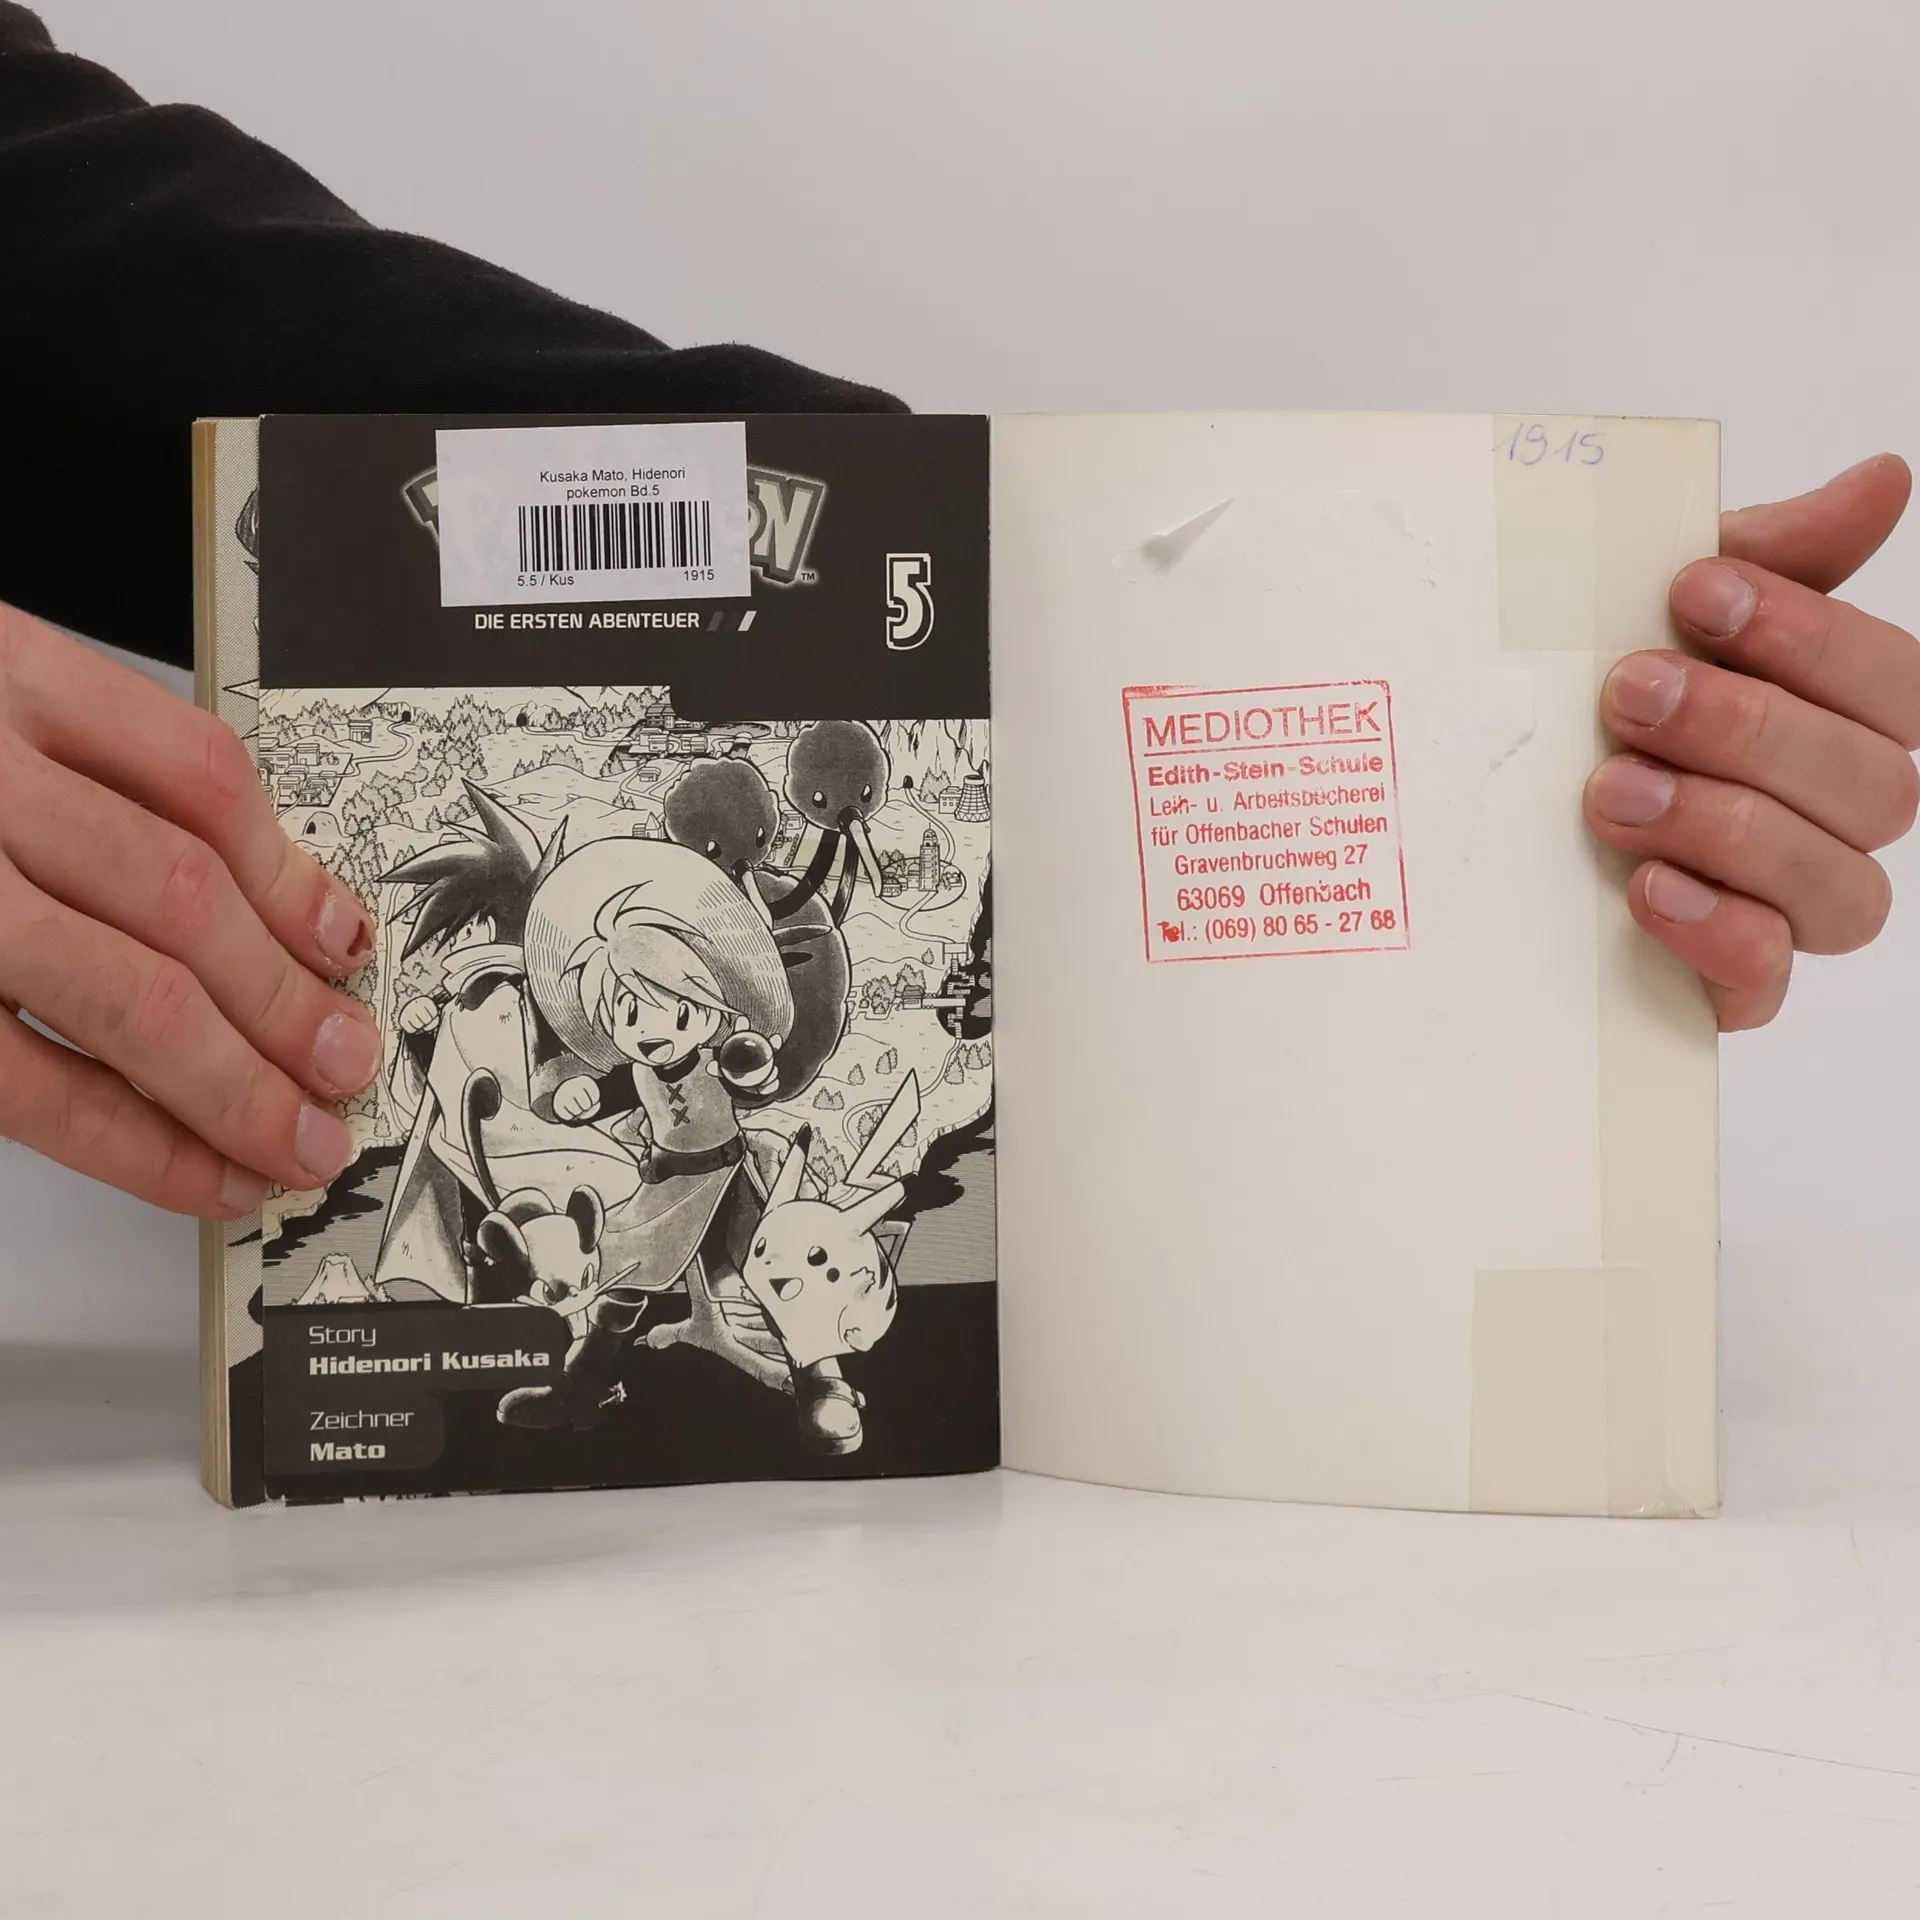 Kusaka Mato, Hidenori
pokemon Bd.5
5.5 / Kus 1915
ON™
DIE ERSTEN ABENTEUER
5
Story
Hidenori Kusaka
Zeichner
Mato
1915
MEDIOTHEK
Edith-Stein-Schule
Leih- u. Arbeitsbücherei
für Offenbacher Schulen
Gravenbruchweg 27
63069 Offenbach
Tel.: (069) 80 65 - 27 68